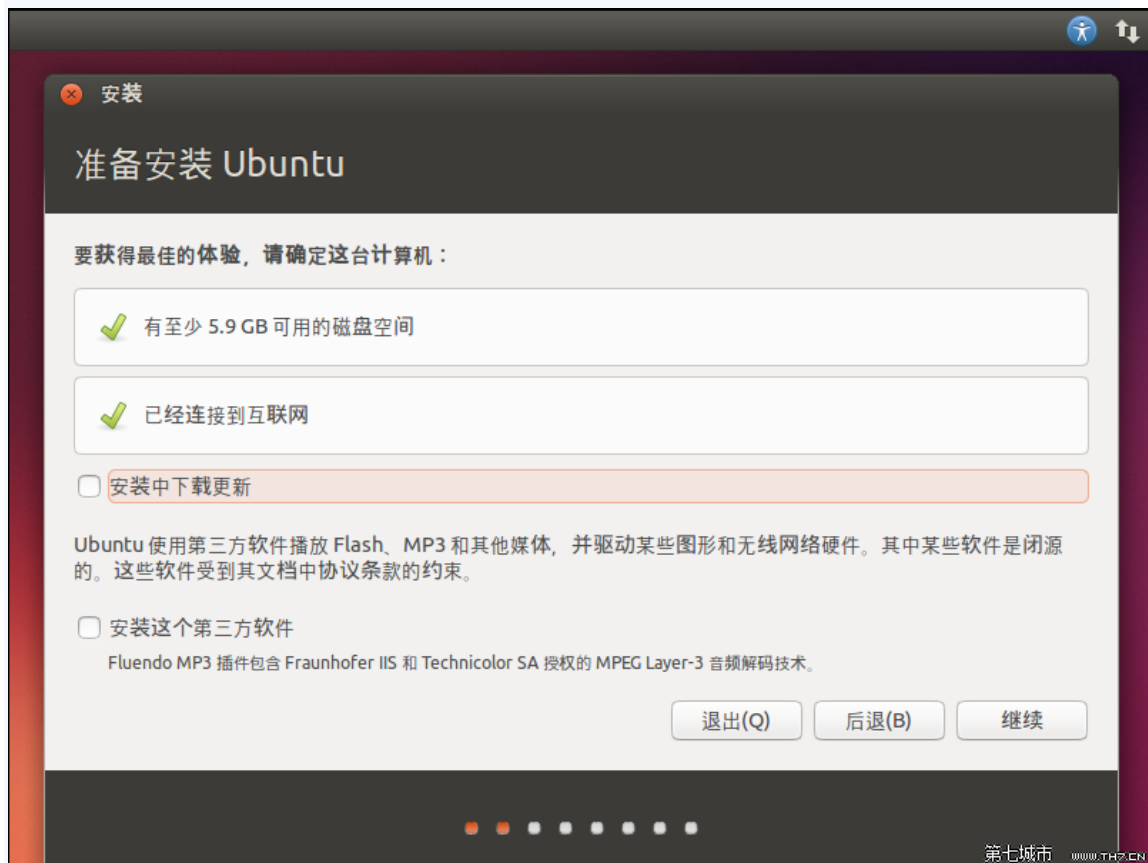 安装
准备安装 Ubuntu
要获得最佳的体验，请确定这台计算机：
有至少 5.9 GB 可用的磁盘空间
已经连接到互联网
安装中下载更新
Ubuntu 使用第三方软件播放 Flash、MP3 和其他媒体，并驱动某些图形和无线网络硬件。其中某些软件是闭源
的。这些软件受到其文档中协议条款的约束。
安装这个第三方软件
Fluendo MP3 插件包含 Fraunhofer IIS 和 Technicolor SA 授权的 MPEG Layer-3 音频解码技术。
退出(Q) 后退(B) 继续
第七城市 www.TH7.CN